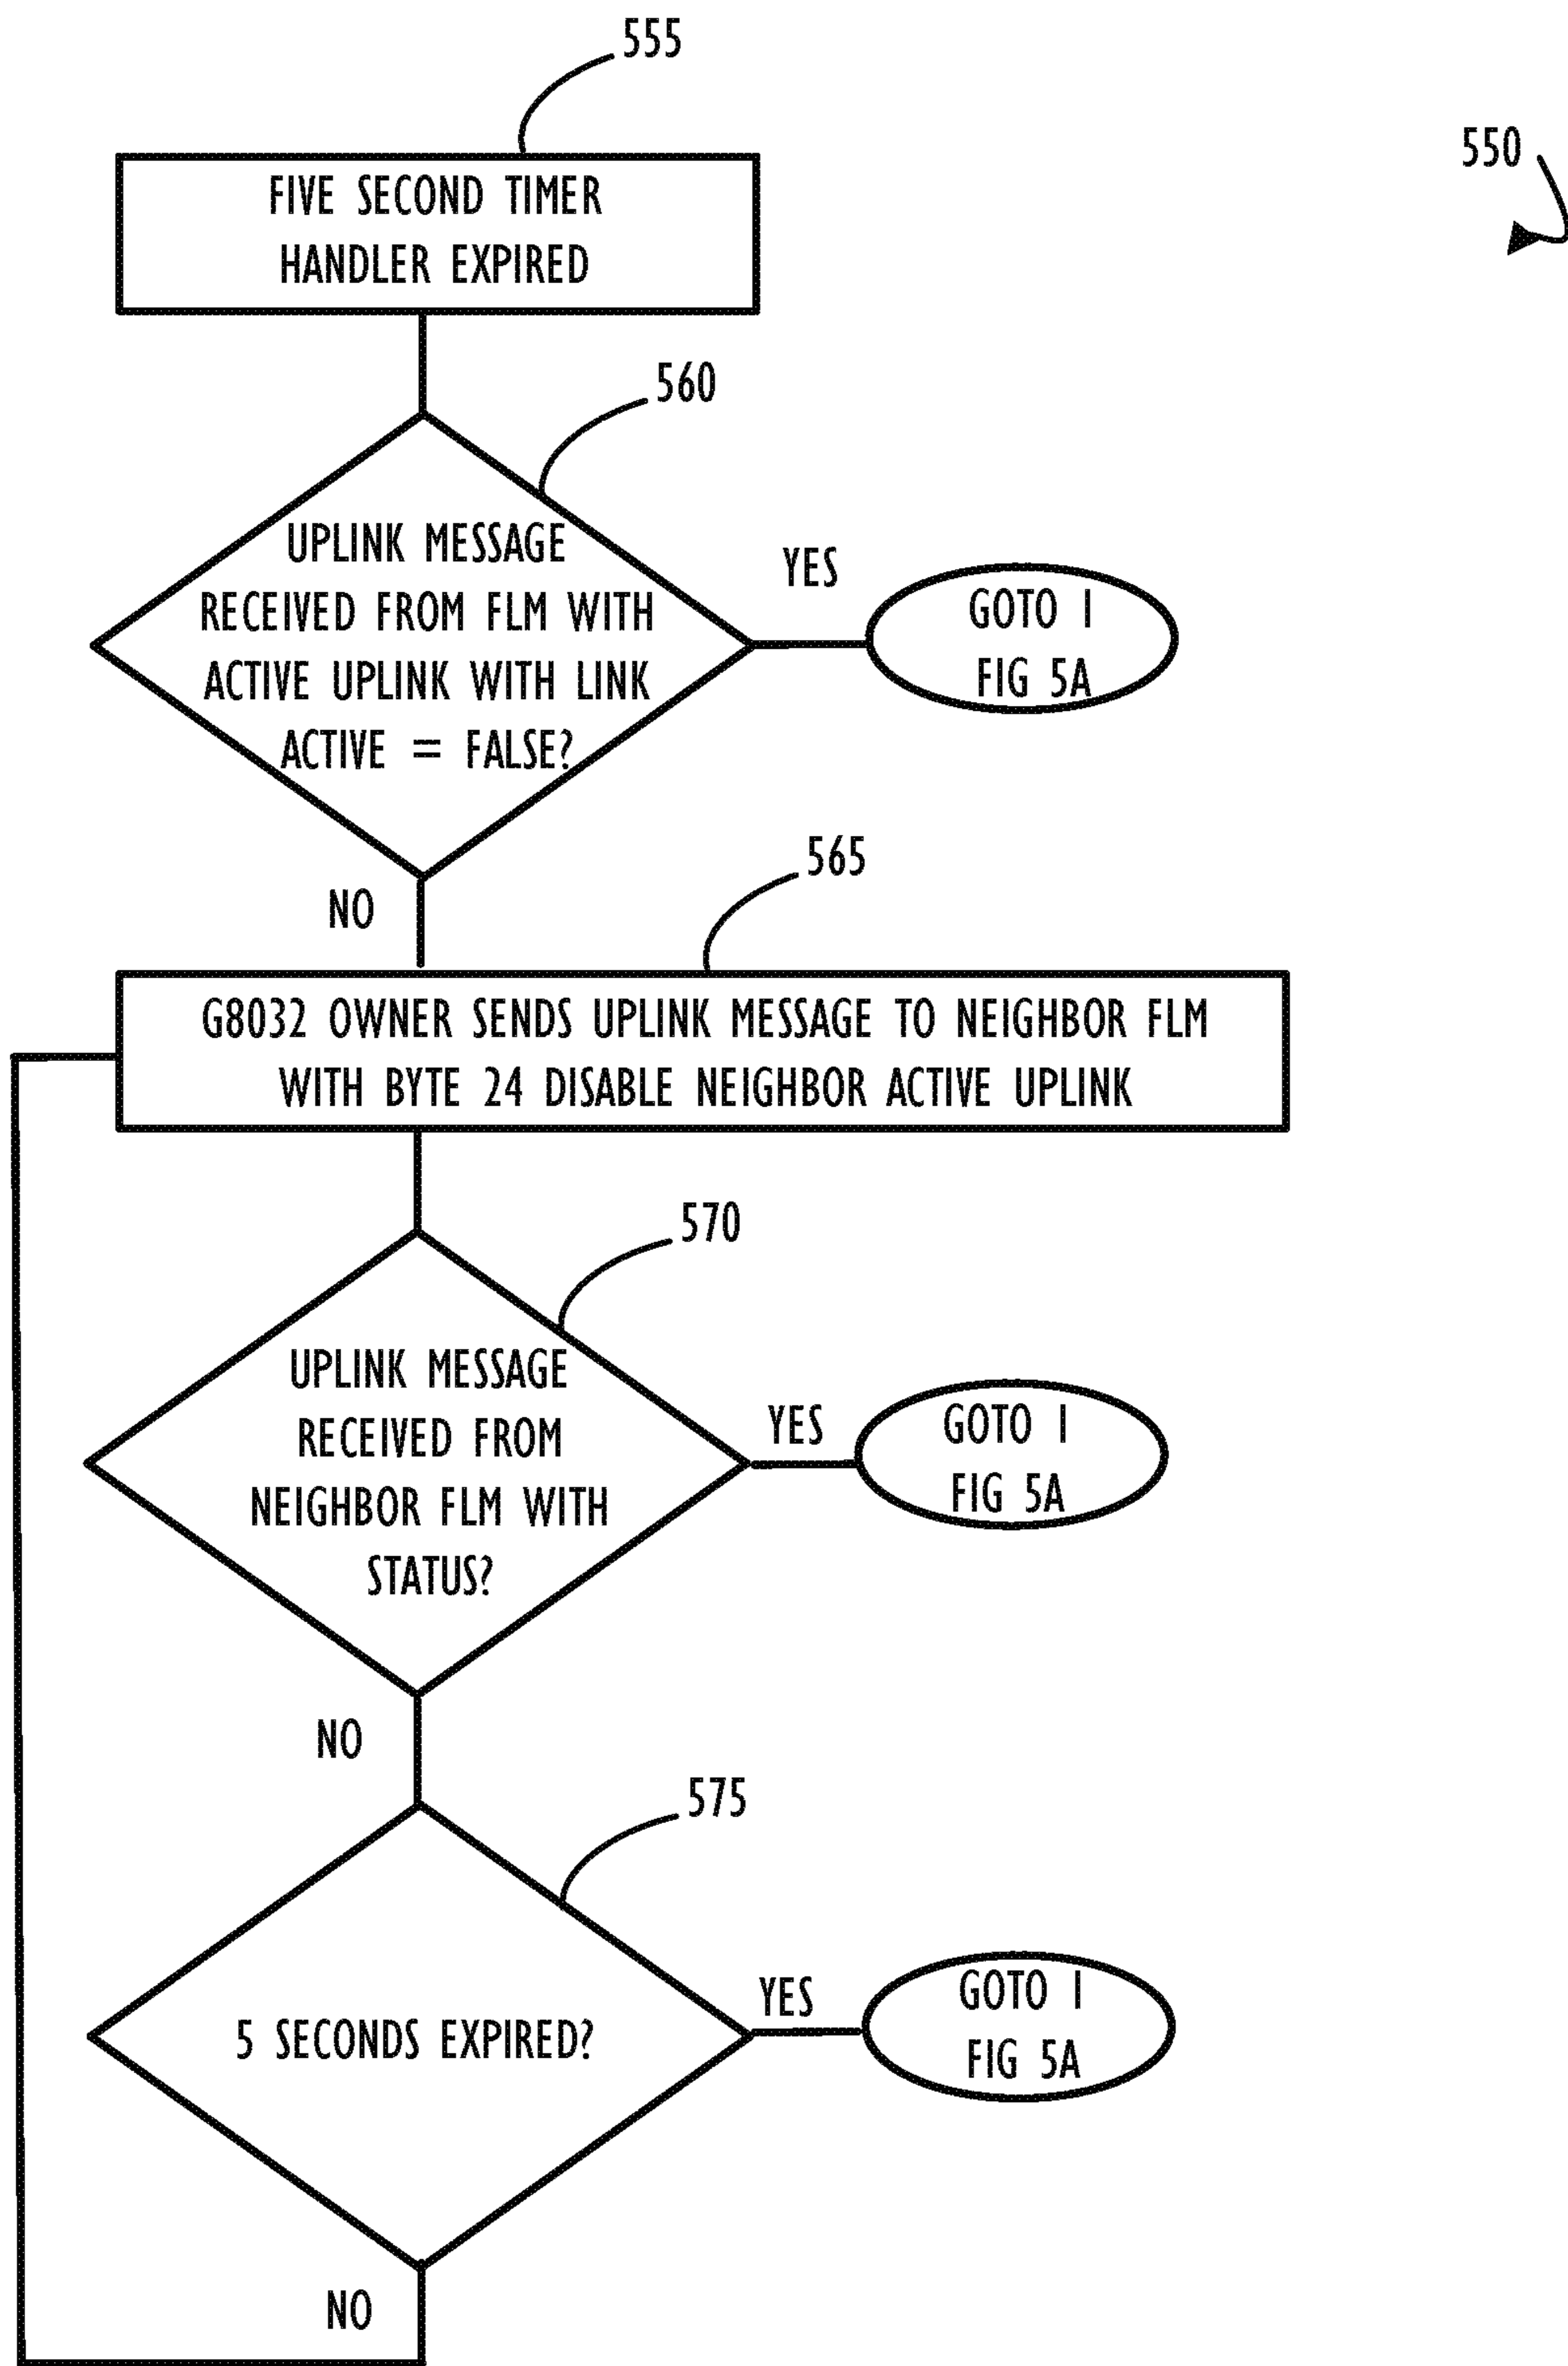 555
550
FIVE SECOND TIMER
HANDLER EXPIRED
560
UPLINK MESSAGE
RECEIVED FROM FLM WITH
ACTIVE UPLINK WITH LINK
ACTIVE = FALSE?
YES
GOTO I
FIG 5A
NO
565
G8032 OWNER SENDS UPLINK MESSAGE TO NEIGHBOR FLM
WITH BYTE 24 DISABLE NEIGHBOR ACTIVE UPLINK
570
UPLINK MESSAGE
RECEIVED FROM
NEIGHBOR FLM WITH
STATUS?
YES
GOTO I
FIG 5A
NO
575
5 SECONDS EXPIRED?
YES
GOTO I
FIG 5A
NO